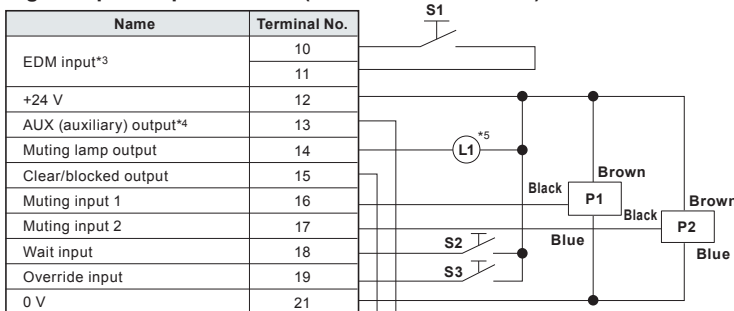 S1
Name Terminal No.
EDM input*3 10
11
+24 V 12
AUX (auxiliary) output*4 13
Muting lamp output 14
Clear/blocked output 15
Muting input 1 16
Muting input 2 17
Wait input 18
Override input 19
0 V 21
L1 *5
Black P1 Brown
Blue
Black P2 Brown
Blue
S2
S3